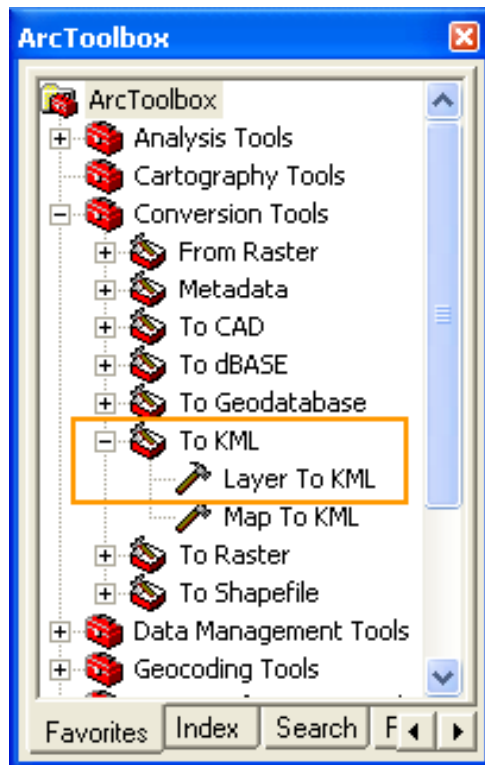 ArcToolbox
ArcToolbox
Analysis Tools
Cartography Tools
Conversion Tools
From Raster
Metadata
To CAD
To dBASE
To Geodatabase
To KML
Layer To KML
Map To KML
To Raster
To Shapefile
Data Management Tools
Geocoding Tools
Favorites Index Search